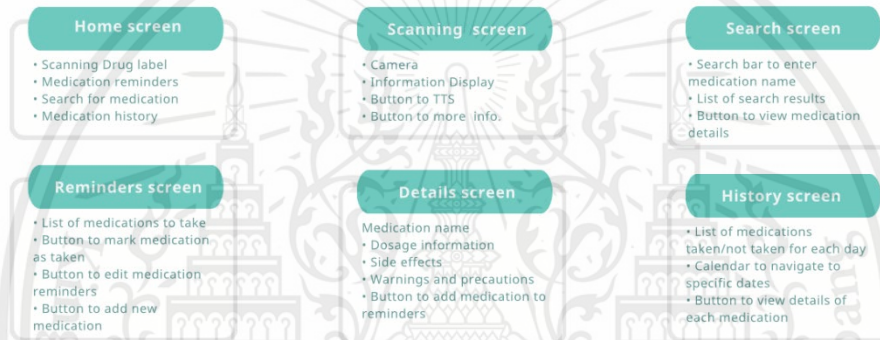 Home screen
• Scanning Drug label
• Medication reminders
• Search for medication
• Medication history
Scanning screen
• Camera
• Information Display
• Button to TTS
• Button to more Info.
Search screen
• Search bar to enter
medication name
• List of search results
• Button to view medication
details
Reminders screen
• List of medications to take
• Button to mark medication
as taken
• Button to edit medication
reminders
• Button to add new
medication
Details screen
Medication name
• Dosage information
• Side effects
• Warnings and precautions
• Button to add medication to
reminders
History screen
• List of medications
taken/not taken for each day
• Calendar to navigate to
specific dates
• Button to view details of
each medication